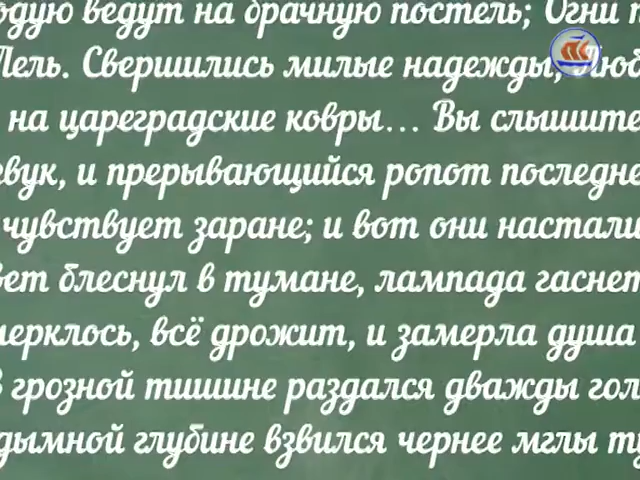 одую ведут на брачную постель; Огни п
Лель. Свершились милые надежды, Люб
на цареградские ковры... Вы слышите
звук, и прерывающийся ропот последне
чувствует заране; и вот они настали
вет блеснул в тумане, лампада гаснет
мерклось, всё дрожит, и замерла душа
В грозной тишине раздался дважды гол
дымной глубине взвился чернее мглы ту